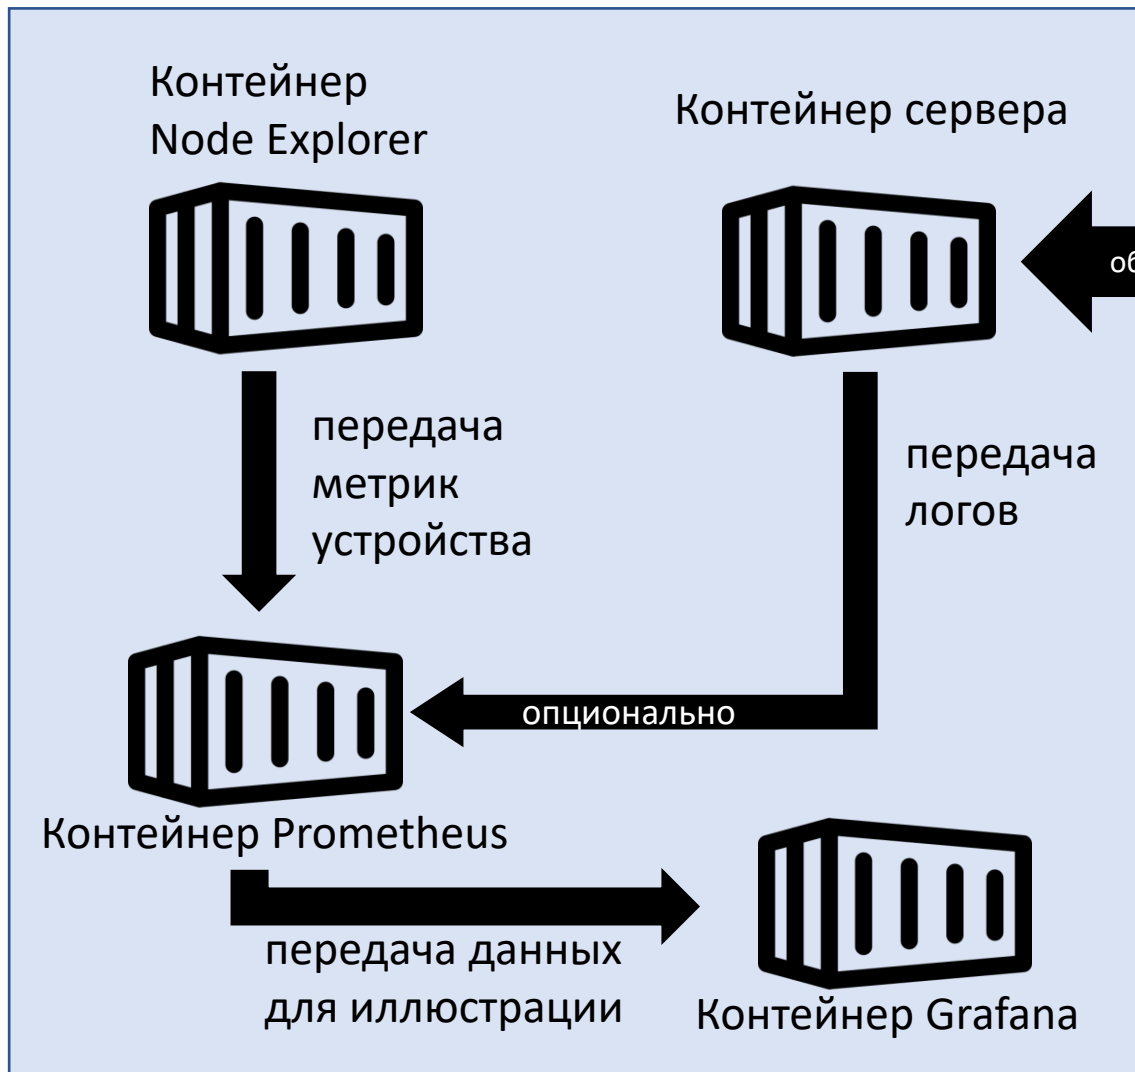 Контейнер
Node Explorer
Контейнер сервера
передача
метрик
устройства
передача
логов
опционально
Контейнер Prometheus
передача данных
для иллюстрации
Контейнер Grafana